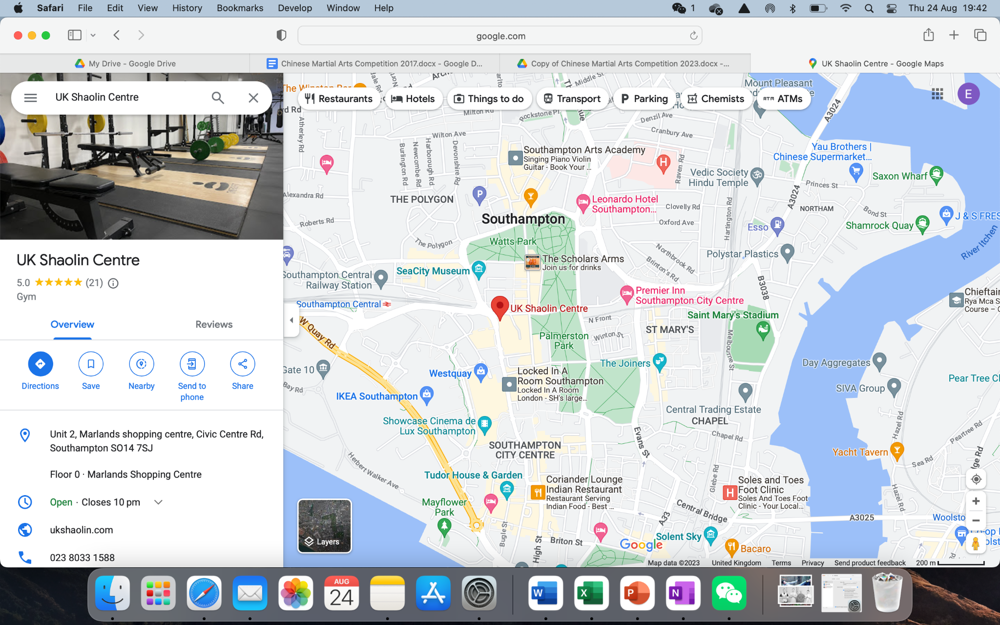 Safari File Edit View History Bookmarks Develop Window Help 1 Thu 24 Aug 19:42
google.com
My Drive - Google Drive
Chinese Martial Arts Competition 2017.docx - Google D...
Copy of Chinese Martial Arts Competition 2023.docx -...
UK Shaolin Centre - Google Maps
UK Shaolin Centre
Restaurants
Hotels
Things to do
Transport
Parking
Chemists
ATM ATMs
E
UK Shaolin Centre
5.0 (21)
Gym
Overview
Reviews
Directions
Save
Nearby
Send to
phone
Share
Unit 2, Marlands shopping centre, Civic Centre Rd,
Southampton SO14 7SJ
Floor 0 · Marlands Shopping Centre
Open · Closes 10 pm
ukshaolin.com
023 8033 1588
Middle St
Mount Pleasant
Milton Rd
Rockstone Pl
Denzil Ave
A3024
Atherley Rd
Wilton Ave
Cranbury Ave
Burlington Rd
Newcombe Rd
Harborough Rd
Devonshire Rd
Southampton Arts Academy
Singing Piano Violin
Guitar - Book Your ...
H
Raven Rd
Yau Brothers |
Chinese Supermarket...
Vedic Society
Hindu Temple
Saxon Wharf
Princes St
A3024
Alexandra Rd
THE POLYGON
P
Leonardo Hotel
Southampton...
Clovelly Rd
Hartington Rd
NORTHAM
Bond St
J & S FRES
Southampton
Roberts Rd
Oxford Ave
Esso
Shamrock Quay
River Itchen
The Polygon
Watts Park
The Scholars Arms
Join us for drinks
Northbrook Rd
Brinton's Rd
Polystar Plastics
SeaCity Museum
Southampton Central
Railway Station
B3038
Premier Inn
Southampton City Centre
Chieftain
Rya Mca S
Course – C
Southampton Central
UK Shaolin Centre
W Quay Rd
N Front
Saint Mary's Stadium
Winton St
ST MARY'S
Melbourne St
Palmerston
Park
Gate 10
Bay Rd
The Joiners
Day Aggregates
Westquay
Locked In A
Room Southampton
Locked In A Room
London - SH's large...
Pear Tree
SIVA Group
IKEA Southampton
Central Trading Estate
CHAPEL
Showcase Cinema de
Lux Southampton
Chapel Rd
Hazel Rd
Peartree Rd
Evans St
SOUTHAMPTON
CITY CENTRE
Yacht Tavern
Sea Rd
Herbert Walker Ave
Glebe Rd
Tudor House & Garden
Coriander Lounge
Indian Restaurant
Restaurant Serving
Indian Food - Best ...
H
Soles and Toes
Foot Clinic
Soles And Toes Foot
Clinic - Your Local...
Hazel Rd
Mayflower
Park
Central Bridge
A33
A3025
Woolsto
Bugle St
High St
Briton St
Solent Sky
Bacaro
Layers
Google
Map data ©2023 United Kingdom Terms Privacy Send product feedback 200 m
AUG
24
W
X
P
N